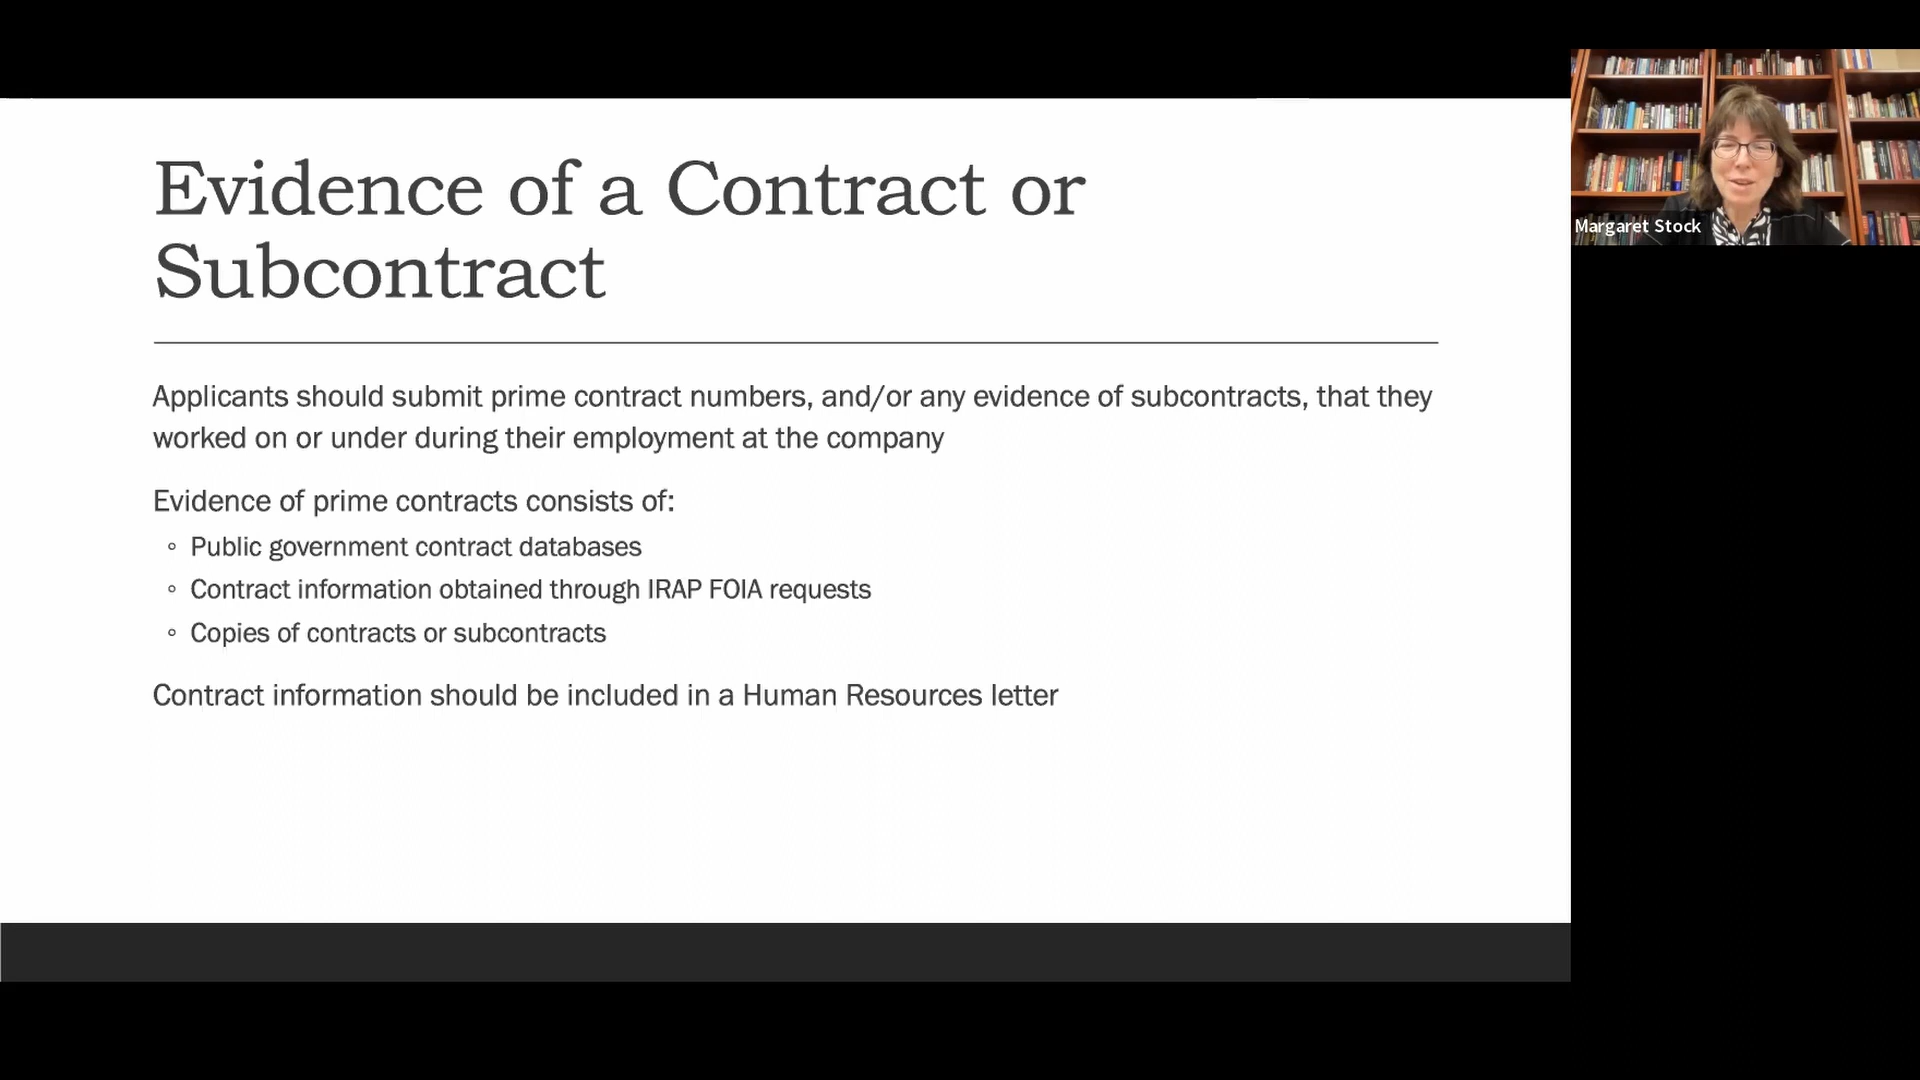 Evidence of a Contract or
Subcontract
Applicants should submit prime contract numbers, and/or any evidence of subcontracts, that they
worked on or under during their employment at the company
Evidence of prime contracts consists of:
◦ Public government contract databases
◦ Contract information obtained through IRAP FOIA requests
◦ Copies of contracts or subcontracts
Contract information should be included in a Human Resources letter
Margaret Stock